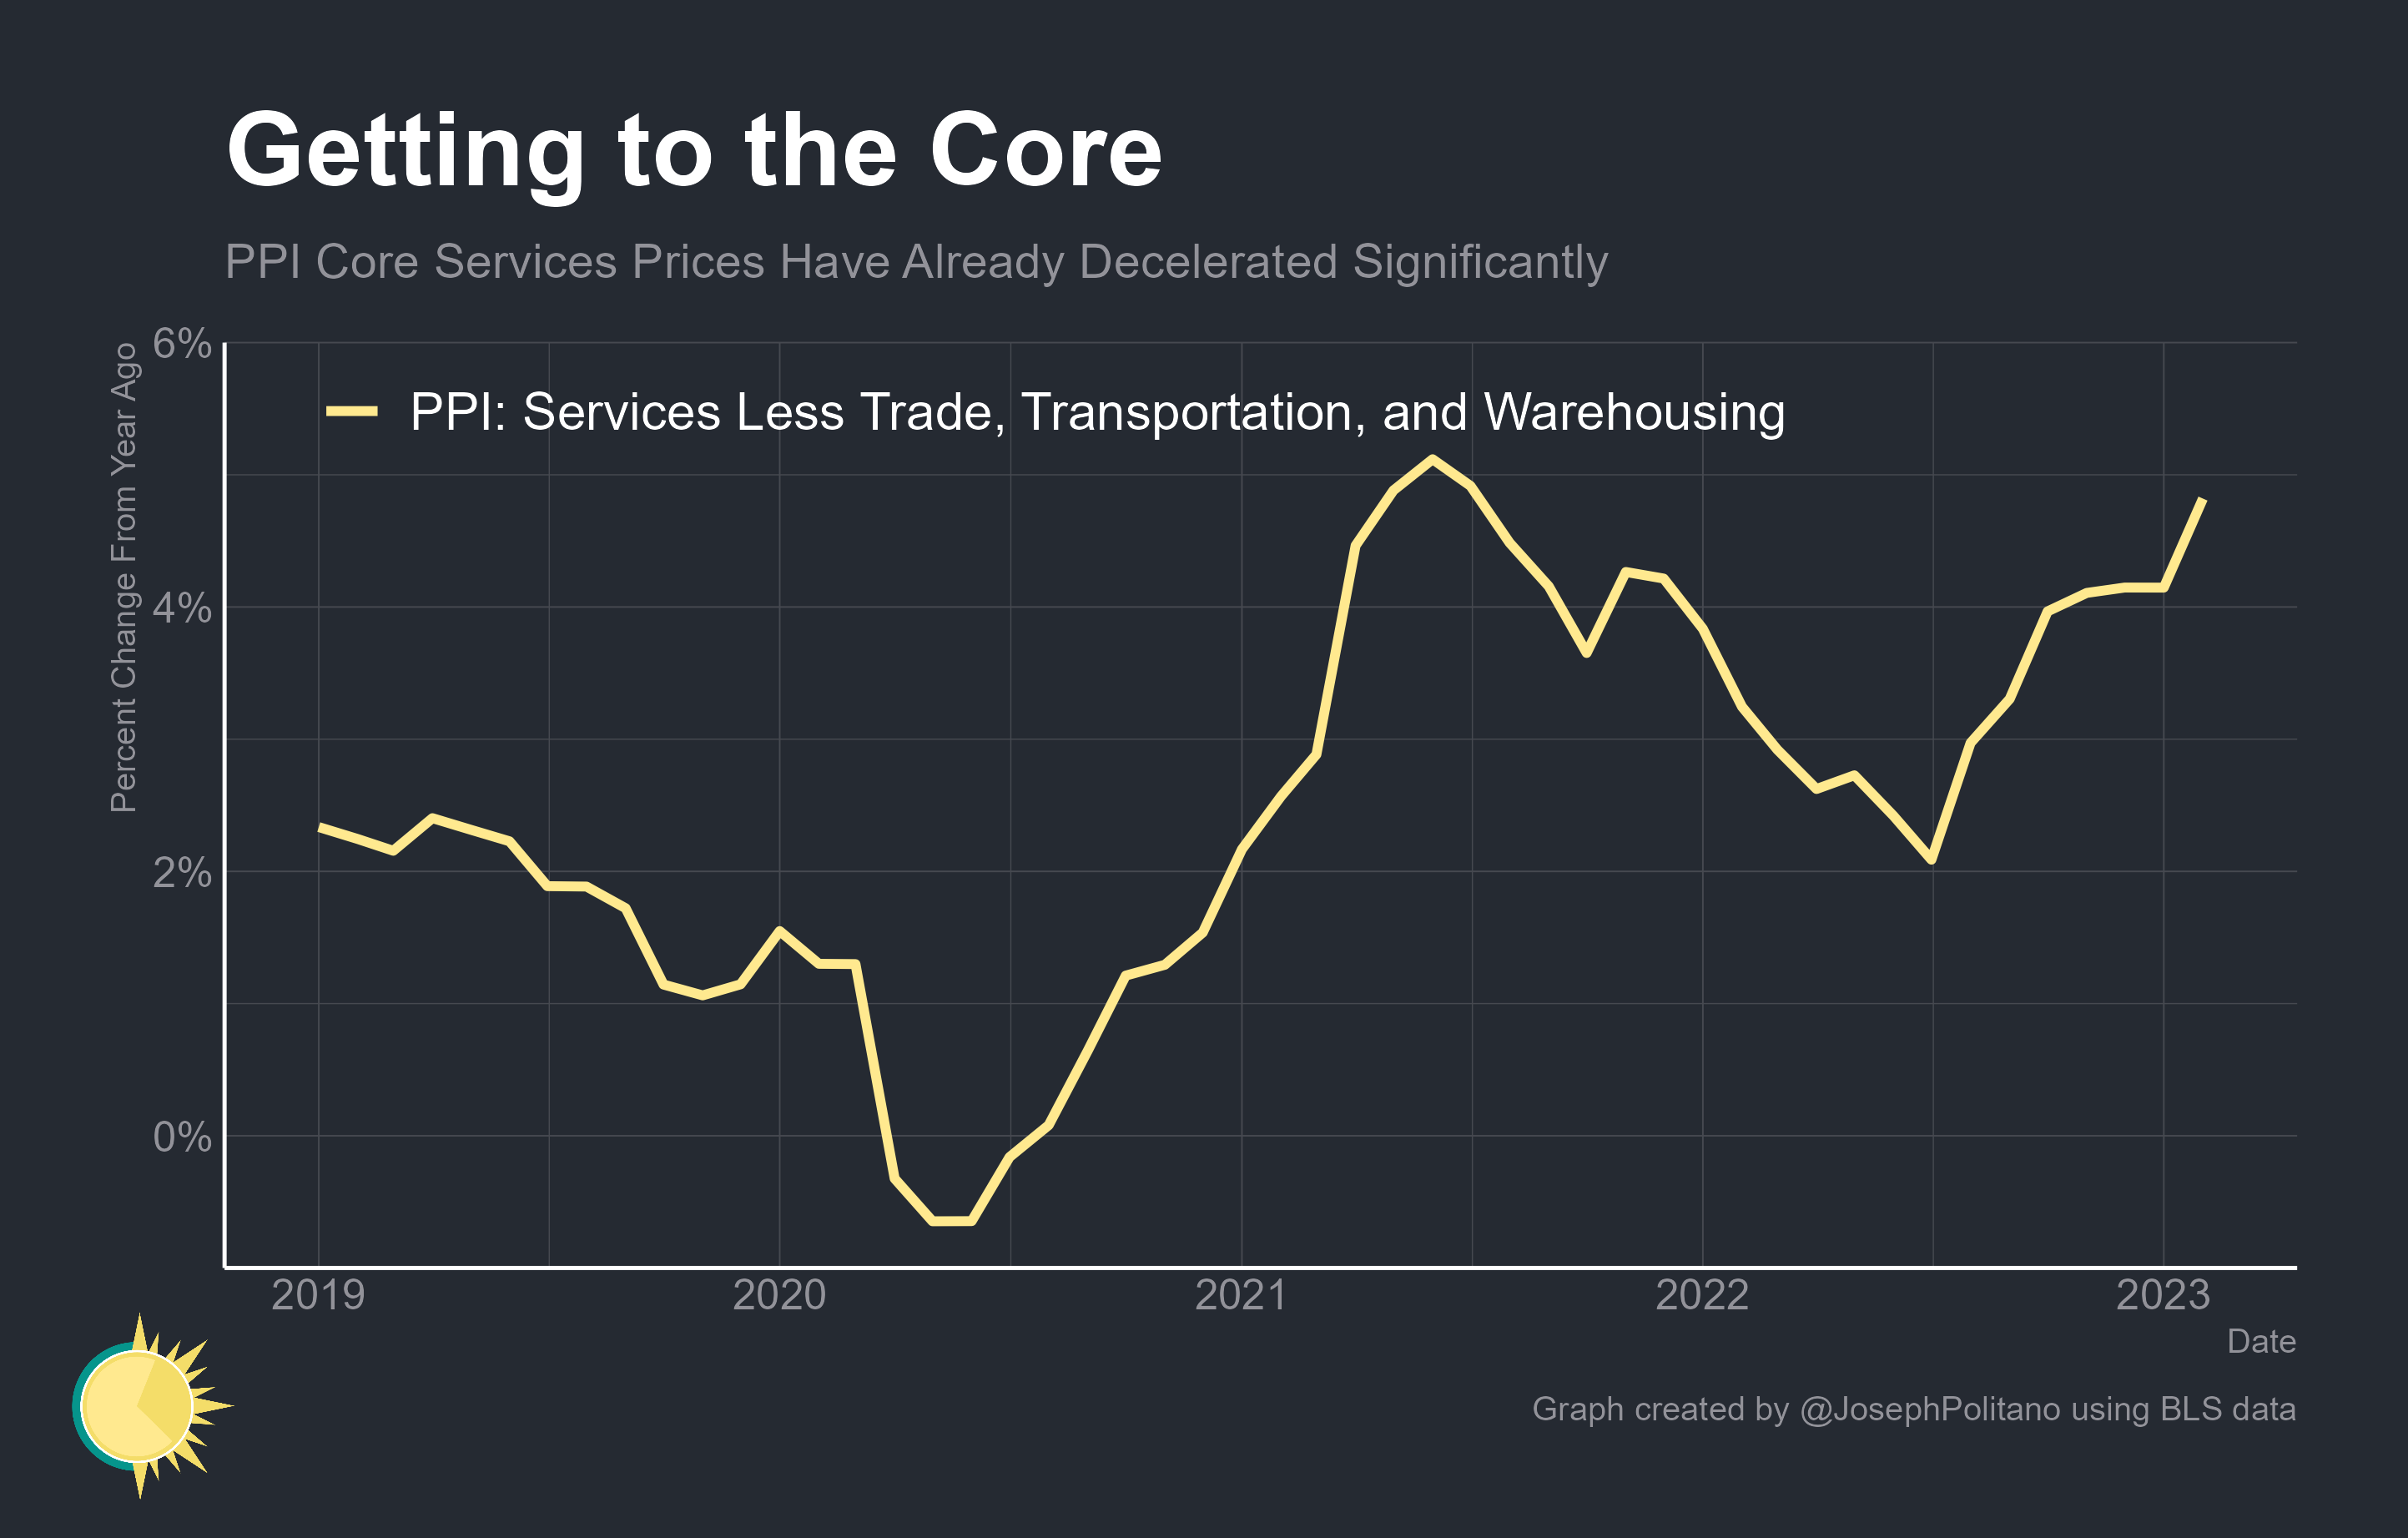 Getting to the Core
PPI Core Services Prices Have Already Decelerated Significantly
Percent Change From Year Ago
6%
4%
2%
0%
PPI: Services Less Trade, Transportation, and Warehousing
2019
2020
2021
2022
2023
Date
Graph created by @JosephPolitano using BLS data